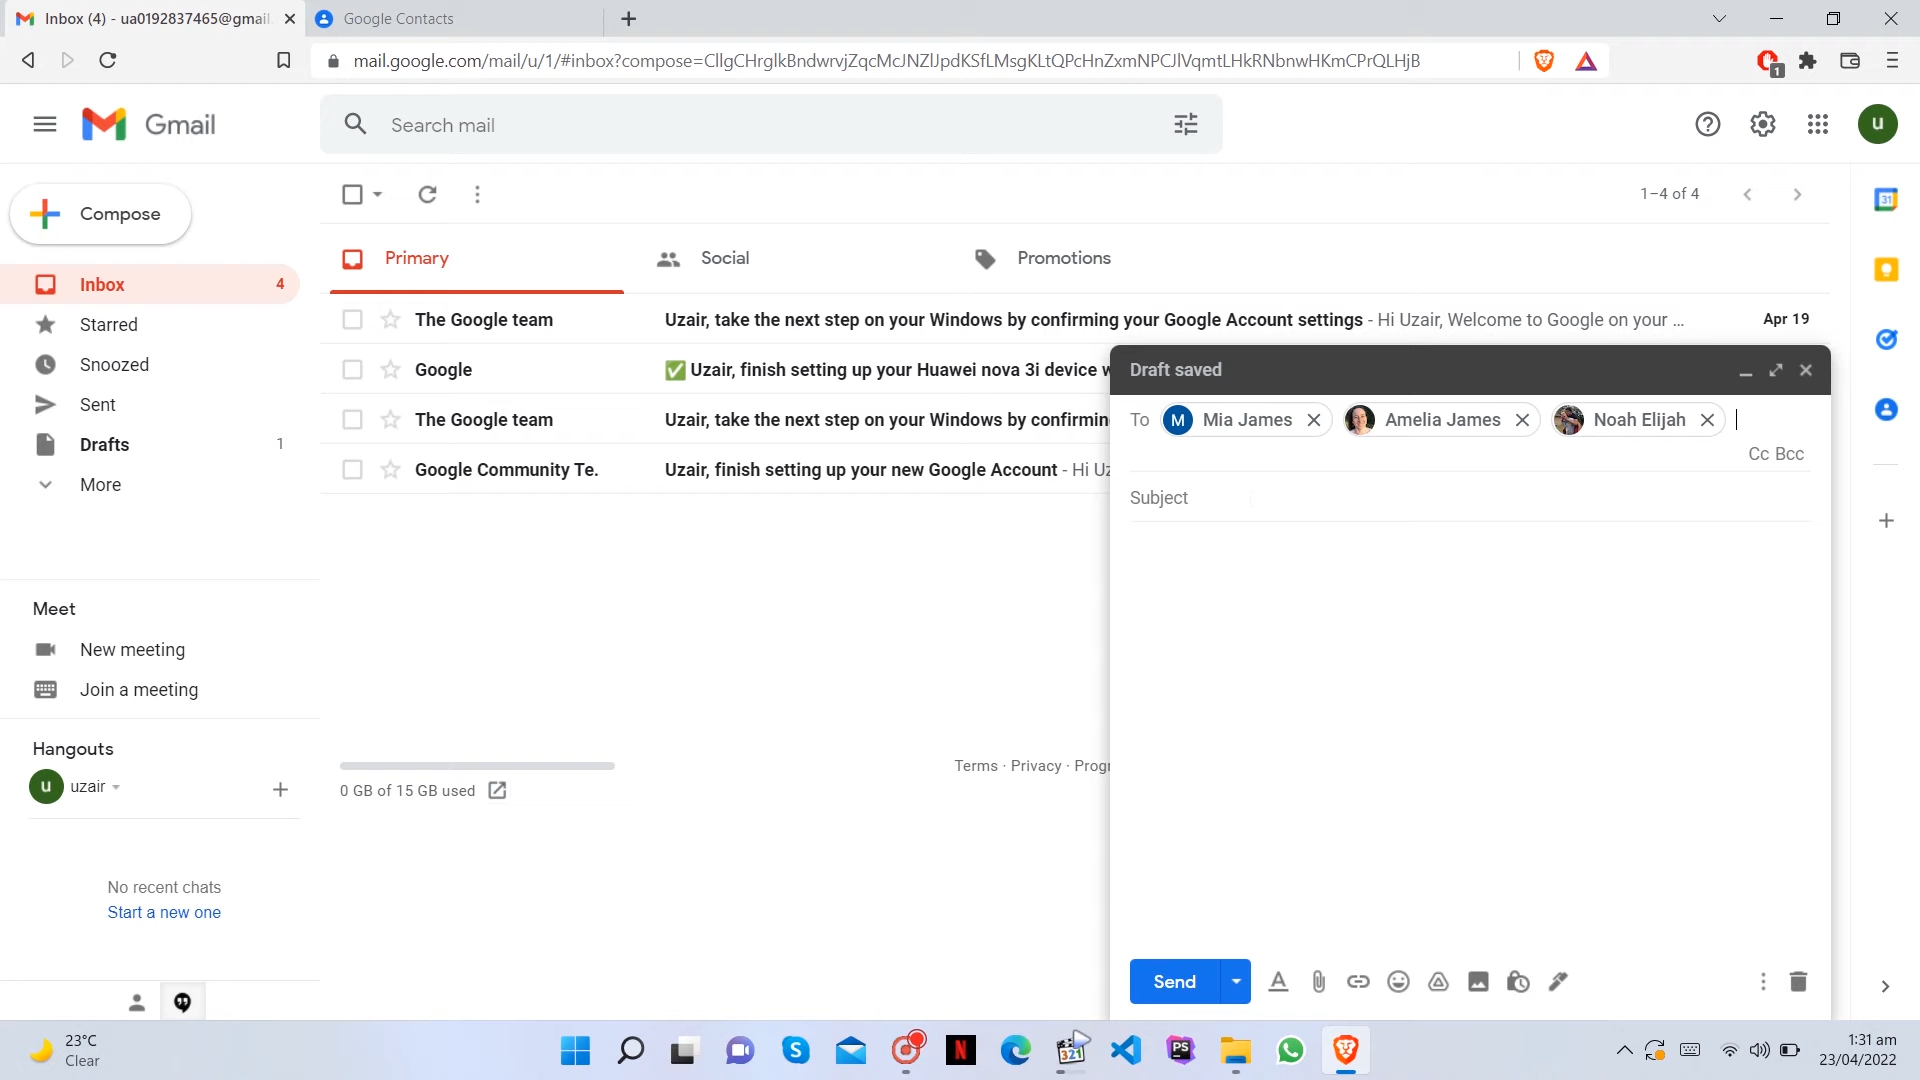 Inbox (4) - ua0192837465@gmail.
Google Contacts
mail.google.com/mail/u/1/#inbox?compose=CllgCHrglkBndwrvjZqcMcJNZlJpdKSfLMsgKLtQPcHnZxmNPCJlVqmtLHkRNbnwHKmCPrQLHjB
1
Gmail
Search mail
u
Compose
1–4 of 4
31
Primary
Social
Promotions
Inbox 4
Starred
Snoozed
Sent
Drafts 1
More
The Google team Uzair, take the next step on your Windows by confirming your Google Account settings - Hi Uzair, Welcome to Google on your ... Apr 19
Google ✅ Uzair, finish setting up your Huawei nova 3i device
The Google team Uzair, take the next step on your Windows by
Google Community Te. Uzair, finish setting up your new Google Account - Hi
Draft saved
To M Mia James Amelia James Noah Elijah
Cc Bcc
Subject
Meet
New meeting
Join a meeting
Hangouts
u uzair
No recent chats
Start a new one
0 GB of 15 GB used
Terms · Privacy ·
Send
23°C
Clear
S
N
321
PS
1:31 am
23/04/2022